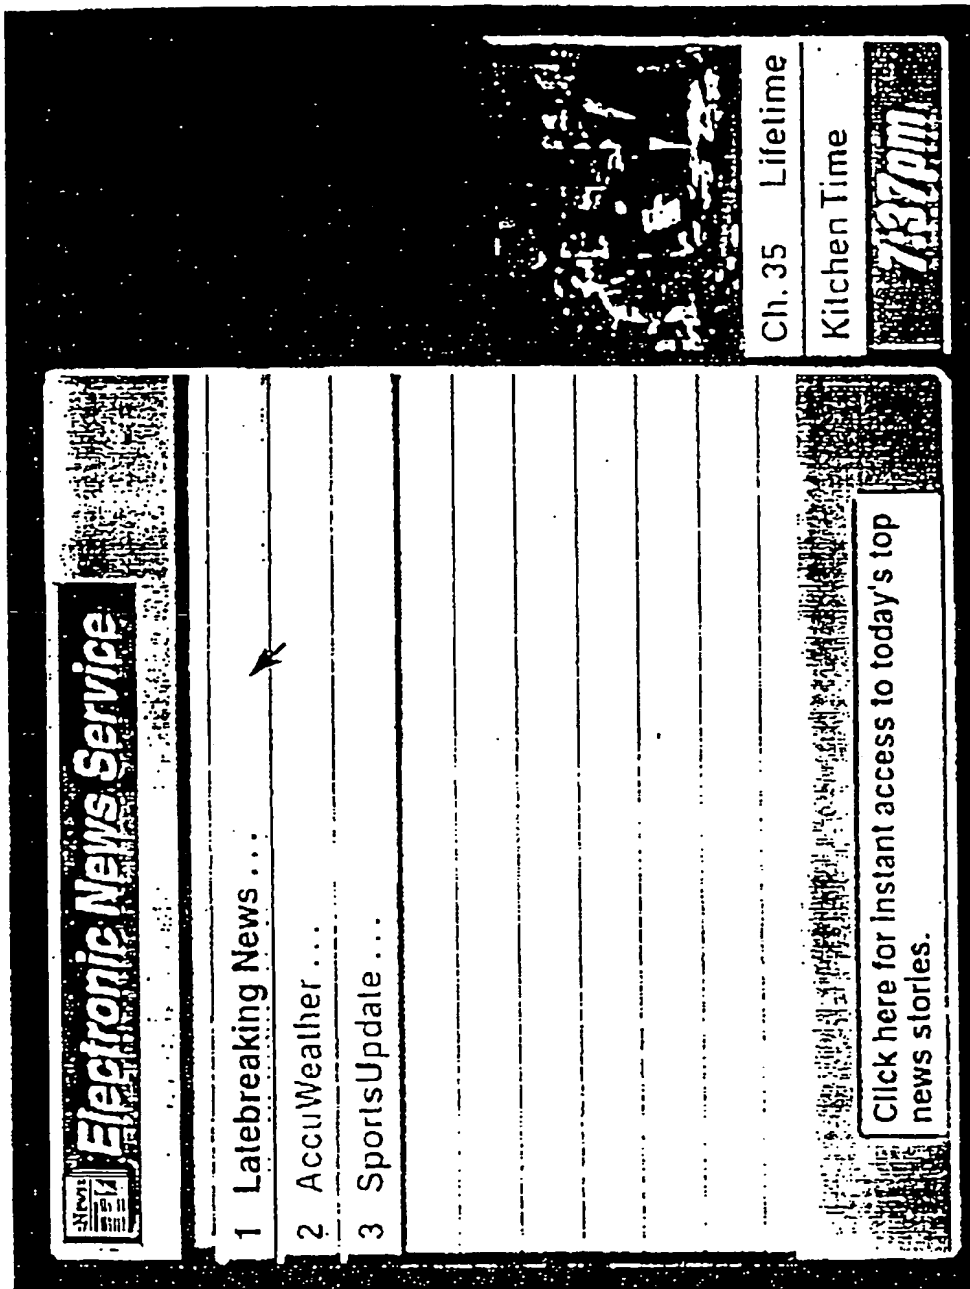 News
Electronic News Service
1 Latebreaking News...
2 AccuWeather...
3 SportsUpdate...
Click here for instant access to today's top
news stories.
Ch. 35 Lifetime
Kitchen Time
7:37pm